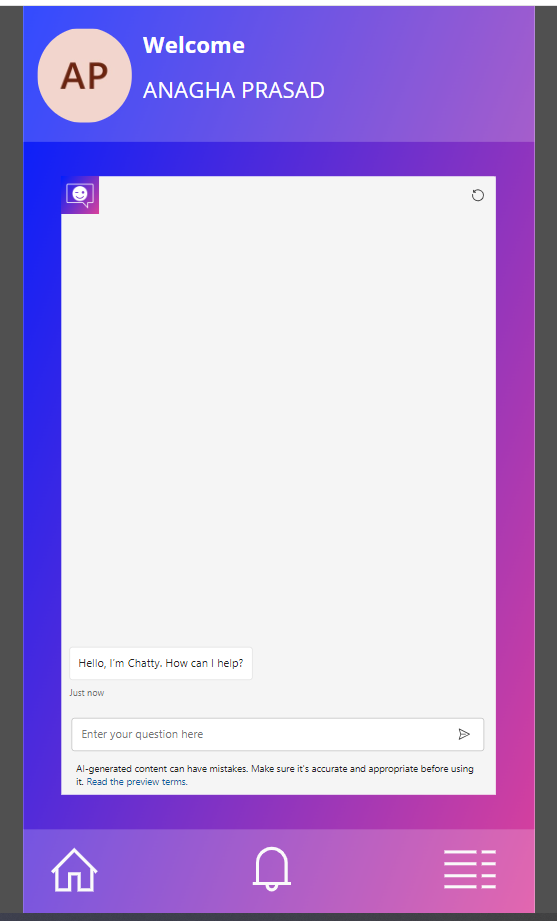 AP
Welcome
ANAGHA PRASAD
Hello, I'm Chatty. How can I help?
Just now
Enter your question here
AI-generated content can have mistakes. Make sure it's accurate and appropriate before using
it. Read the preview terms.